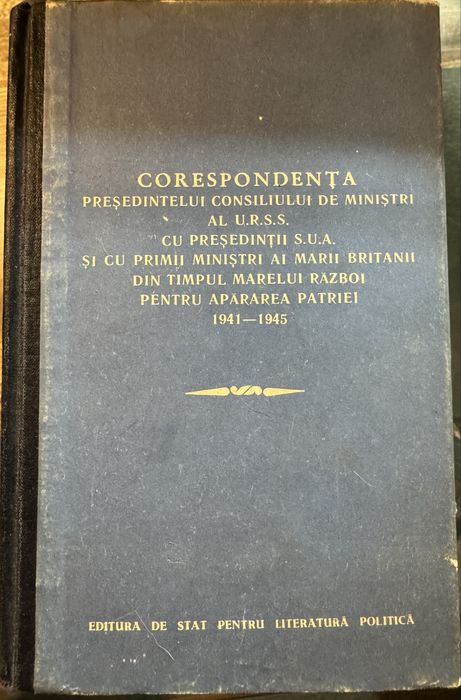 CORESPONDENȚA
PREȘEDINTELUI CONSILIULUI DE MINIȘTRI
AL U.R.S.S.
CU PREȘEDINȚII S.U.A.
ȘI CU PRIMII MINIȘTRI AI MARII BRITANII
DIN TIMPUL MARELUI RĂZBOI
PENTRU APĂRAREA PATRIEI
1941—1945
EDITURA DE STAT PENTRU LITERATURĂ POLITICĂ